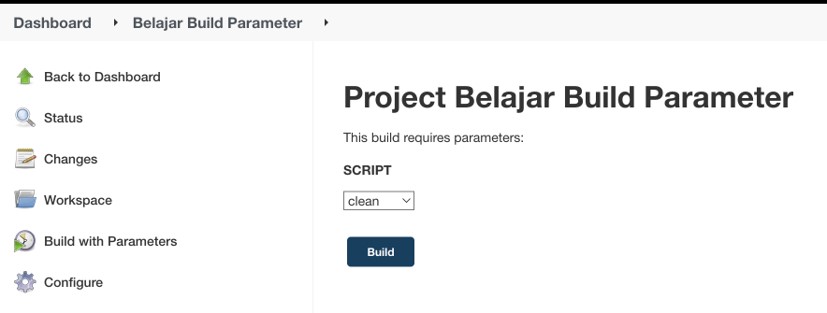 Dashboard Belajar Build Parameter
Back to Dashboard
Status
Changes
Workspace
Build with Parameters
Configure
Project Belajar Build Parameter
This build requires parameters:
SCRIPT
clean
Build